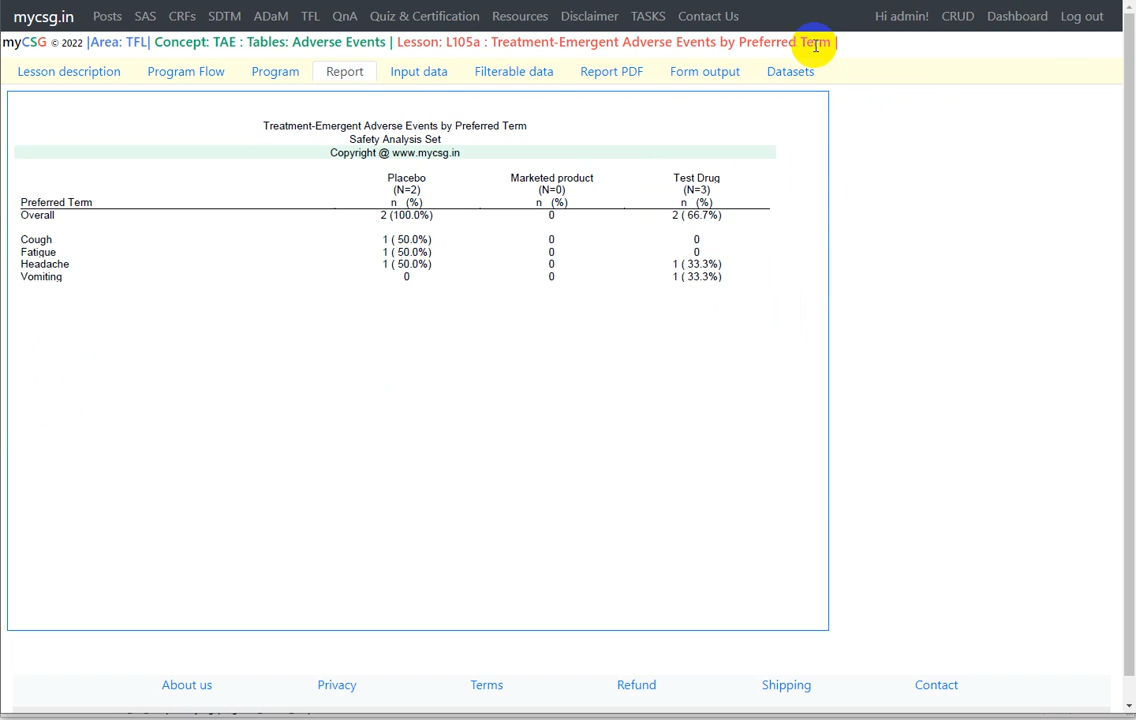 mycsg.in Posts SAS CRFs SDTM ADaM TFL QnA Quiz & Certification Resources Disclaimer TASKS Contact Us Hi admin! CRUD Dashboard Log out
myCSG © 2022 |Area: TFL| Concept: TAE : Tables: Adverse Events | Lesson: L105a : Treatment-Emergent Adverse Events by Preferred Term |
Lesson description Program Flow Program Report Input data Filterable data Report PDF Form output Datasets
Treatment-Emergent Adverse Events by Preferred Term
Safety Analysis Set
Copyright @ www.mycsg.in
Placebo Marketed product Test Drug
(N=2) (N=0) (N=3)
Preferred Term n (%) n (%) n (%)
Overall 2 (100.0%) 0 2 ( 66.7%)
Cough 1 ( 50.0%) 0 0
Fatigue 1 ( 50.0%) 0 0
Headache 1 ( 50.0%) 0 1 ( 33.3%)
Vomiting 0 0 1 ( 33.3%)
About us Privacy Terms Refund Shipping Contact